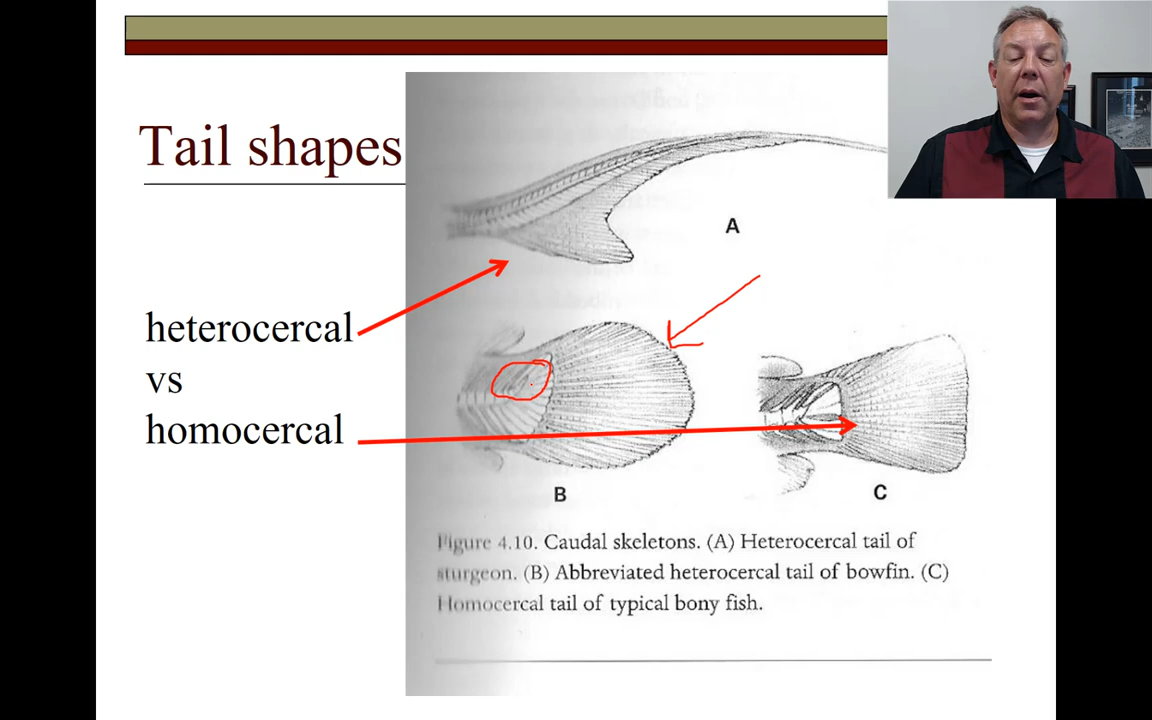 Tail shapes
heterocercal
vs
homocercal
A
B
C
Figure 4.10. Caudal skeletons. (A) Heterocercal tail of
sturgeon. (B) Abbreviated heterocercal tail of bowfin. (C)
Homocercal tail of typical bony fish.